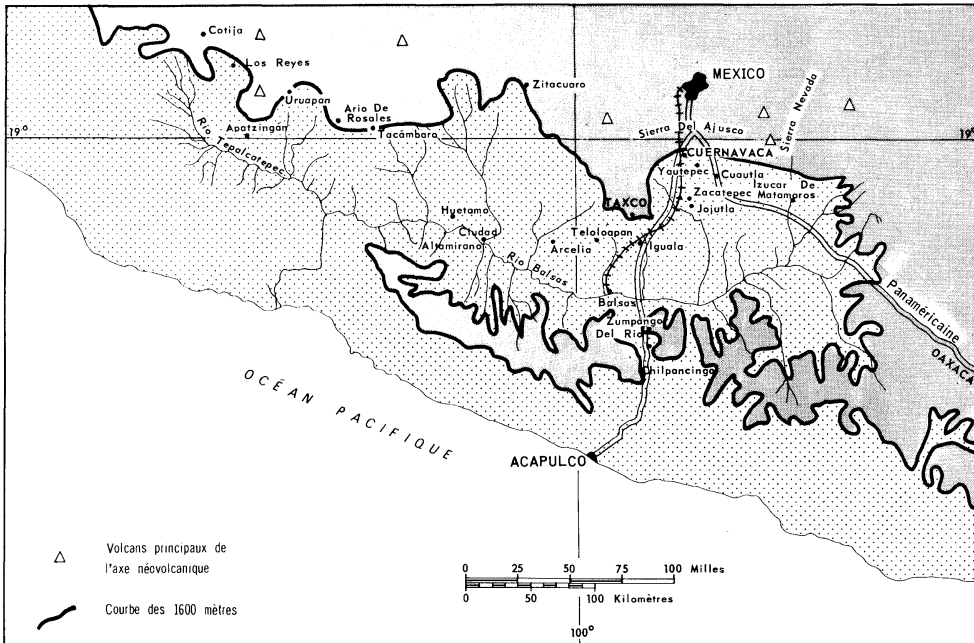 Cotija
Los Reyes
Uruapan
Ario De
Rosales
Zitacuaro
MEXICO
Sierra Nevada
19°
Apatzingán
Tacámbaro
Sierra Del Ajusco
19°
Rio
Tepalcatepec
CUERNAVACA
Yautepec
Cuautla
Izucar De
Matamoros
Zacatepec
TAXCO
Jojutla
Huetamo
Ciudad
Altamirano
Teloloapan
Arcelia
Iguala
Rio Balsas
Balsas
Panaméricaine
OAXACA
Zumpango
Del Rio
Chilpancingo
OCÉAN PACIFIQUE
ACAPULCO
Volcans principaux de
l'axe néovolcanique
Courbe des 1600 mètres
0 25 50 75 100 Milles
0 50 100 Kilomètres
100°